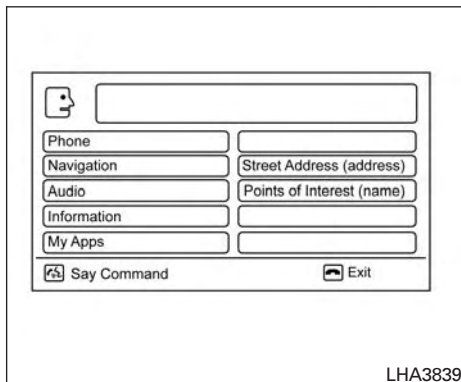 Phone
Navigation Street Address (address)
Audio Points of Interest (name)
Information
My Apps
Say Command Exit
LHA3839